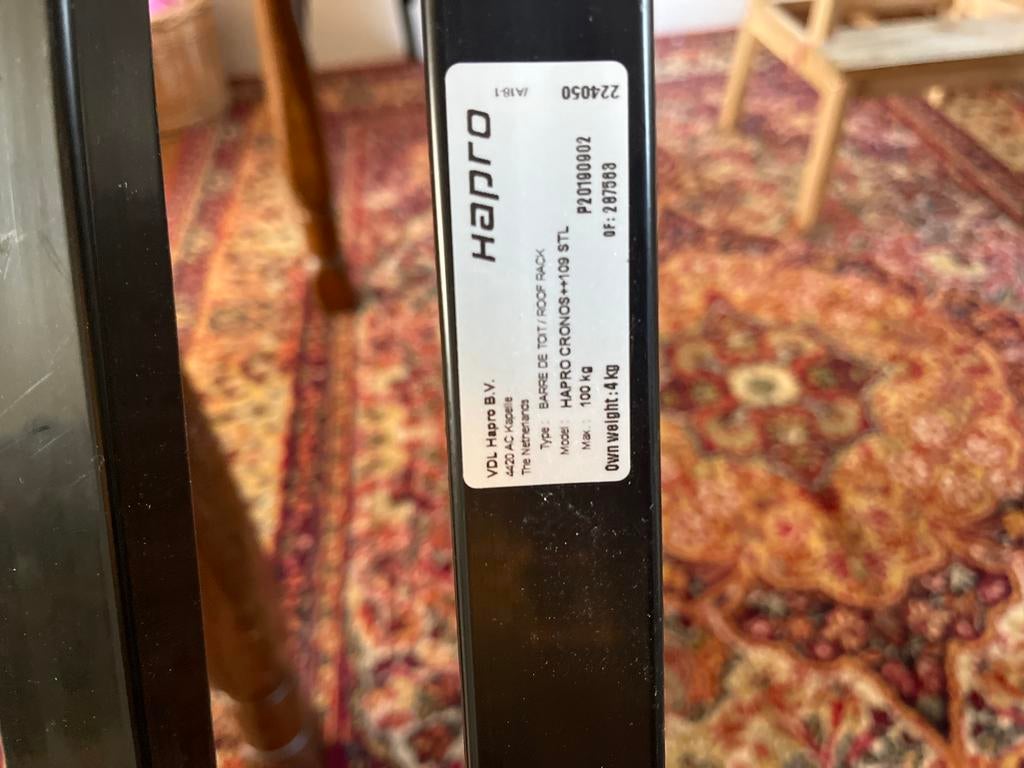 Hapro
/A18-1
VDL Hapro B.V.
4420 AC Kapelle
The Netherlands
224050
Type : BARRE DE TOIT / ROOF RACK
Model : HAPRO CRONOS++109 STL
Max. : 100 kg
P20190902
Own weight: 4 kg
OF: 287583